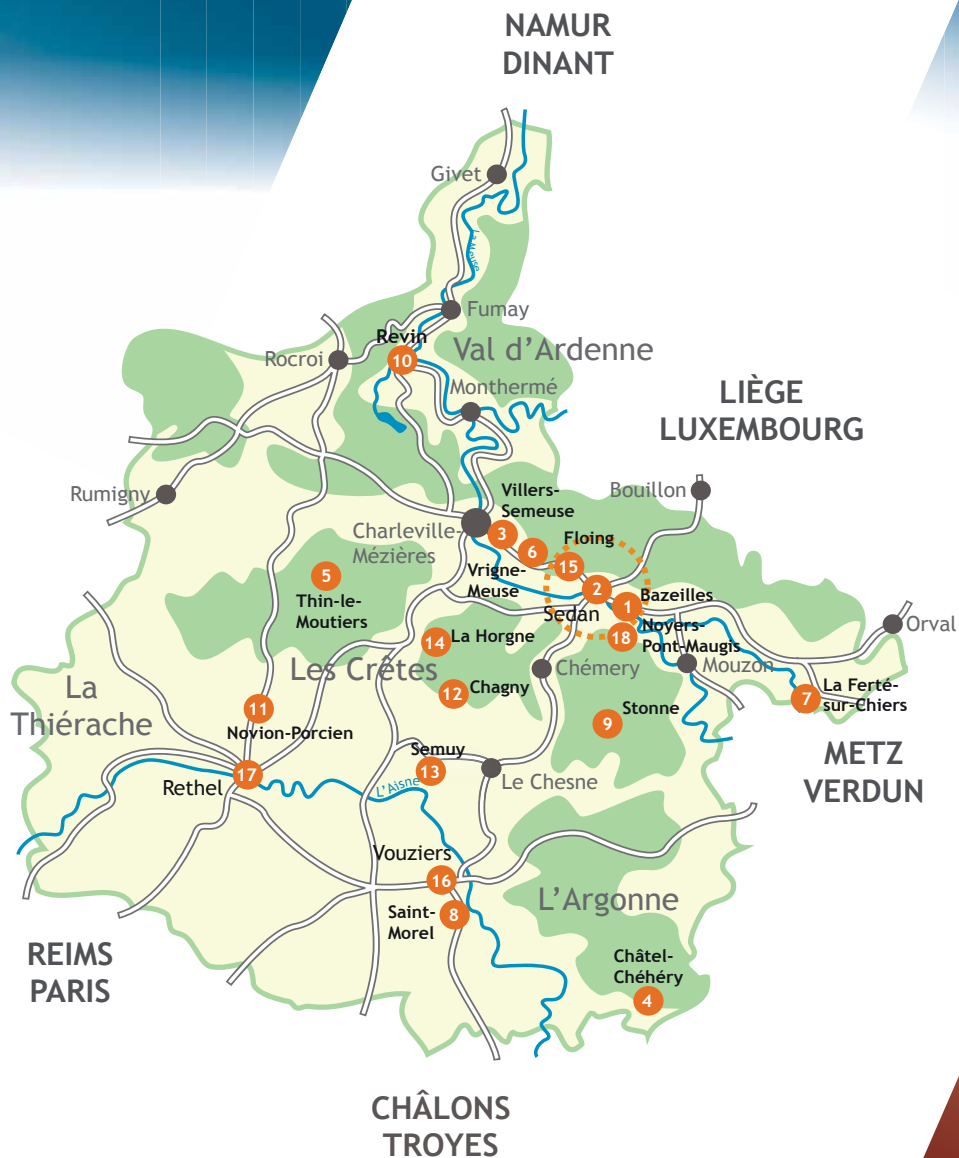 NAMUR
DINANT
Givet
La Meuse
Fumay
Revin
10
Rocroi
Val d'Ardenne
Monthermé
LIÈGE
LUXEMBOURG
Rumigny
Villers-
Semeuse
Bouillon
Charleville-
Mézières
3
6
Floing
15
Vrigne-
Meuse
5
Thin-le-
Moutiers
2
Sedan
1
Bazeilles
18
Noyers-
Pont-Maugis
Orval
14
La Horgne
Les Crêtes
Chémery
Mouzon
12
Chagny
7
La Ferté-
sur-Chiers
La
Thiérache
11
Novion-Porcien
9
Stonne
METZ
VERDUN
Semuy
13
Rethel
17
L'Aisne
Le Chesne
Vouziers
16
L'Argonne
Saint-
Morel
8
REIMS
PARIS
Châtel-
Chéhéry
4
CHÂLONS
TROYES